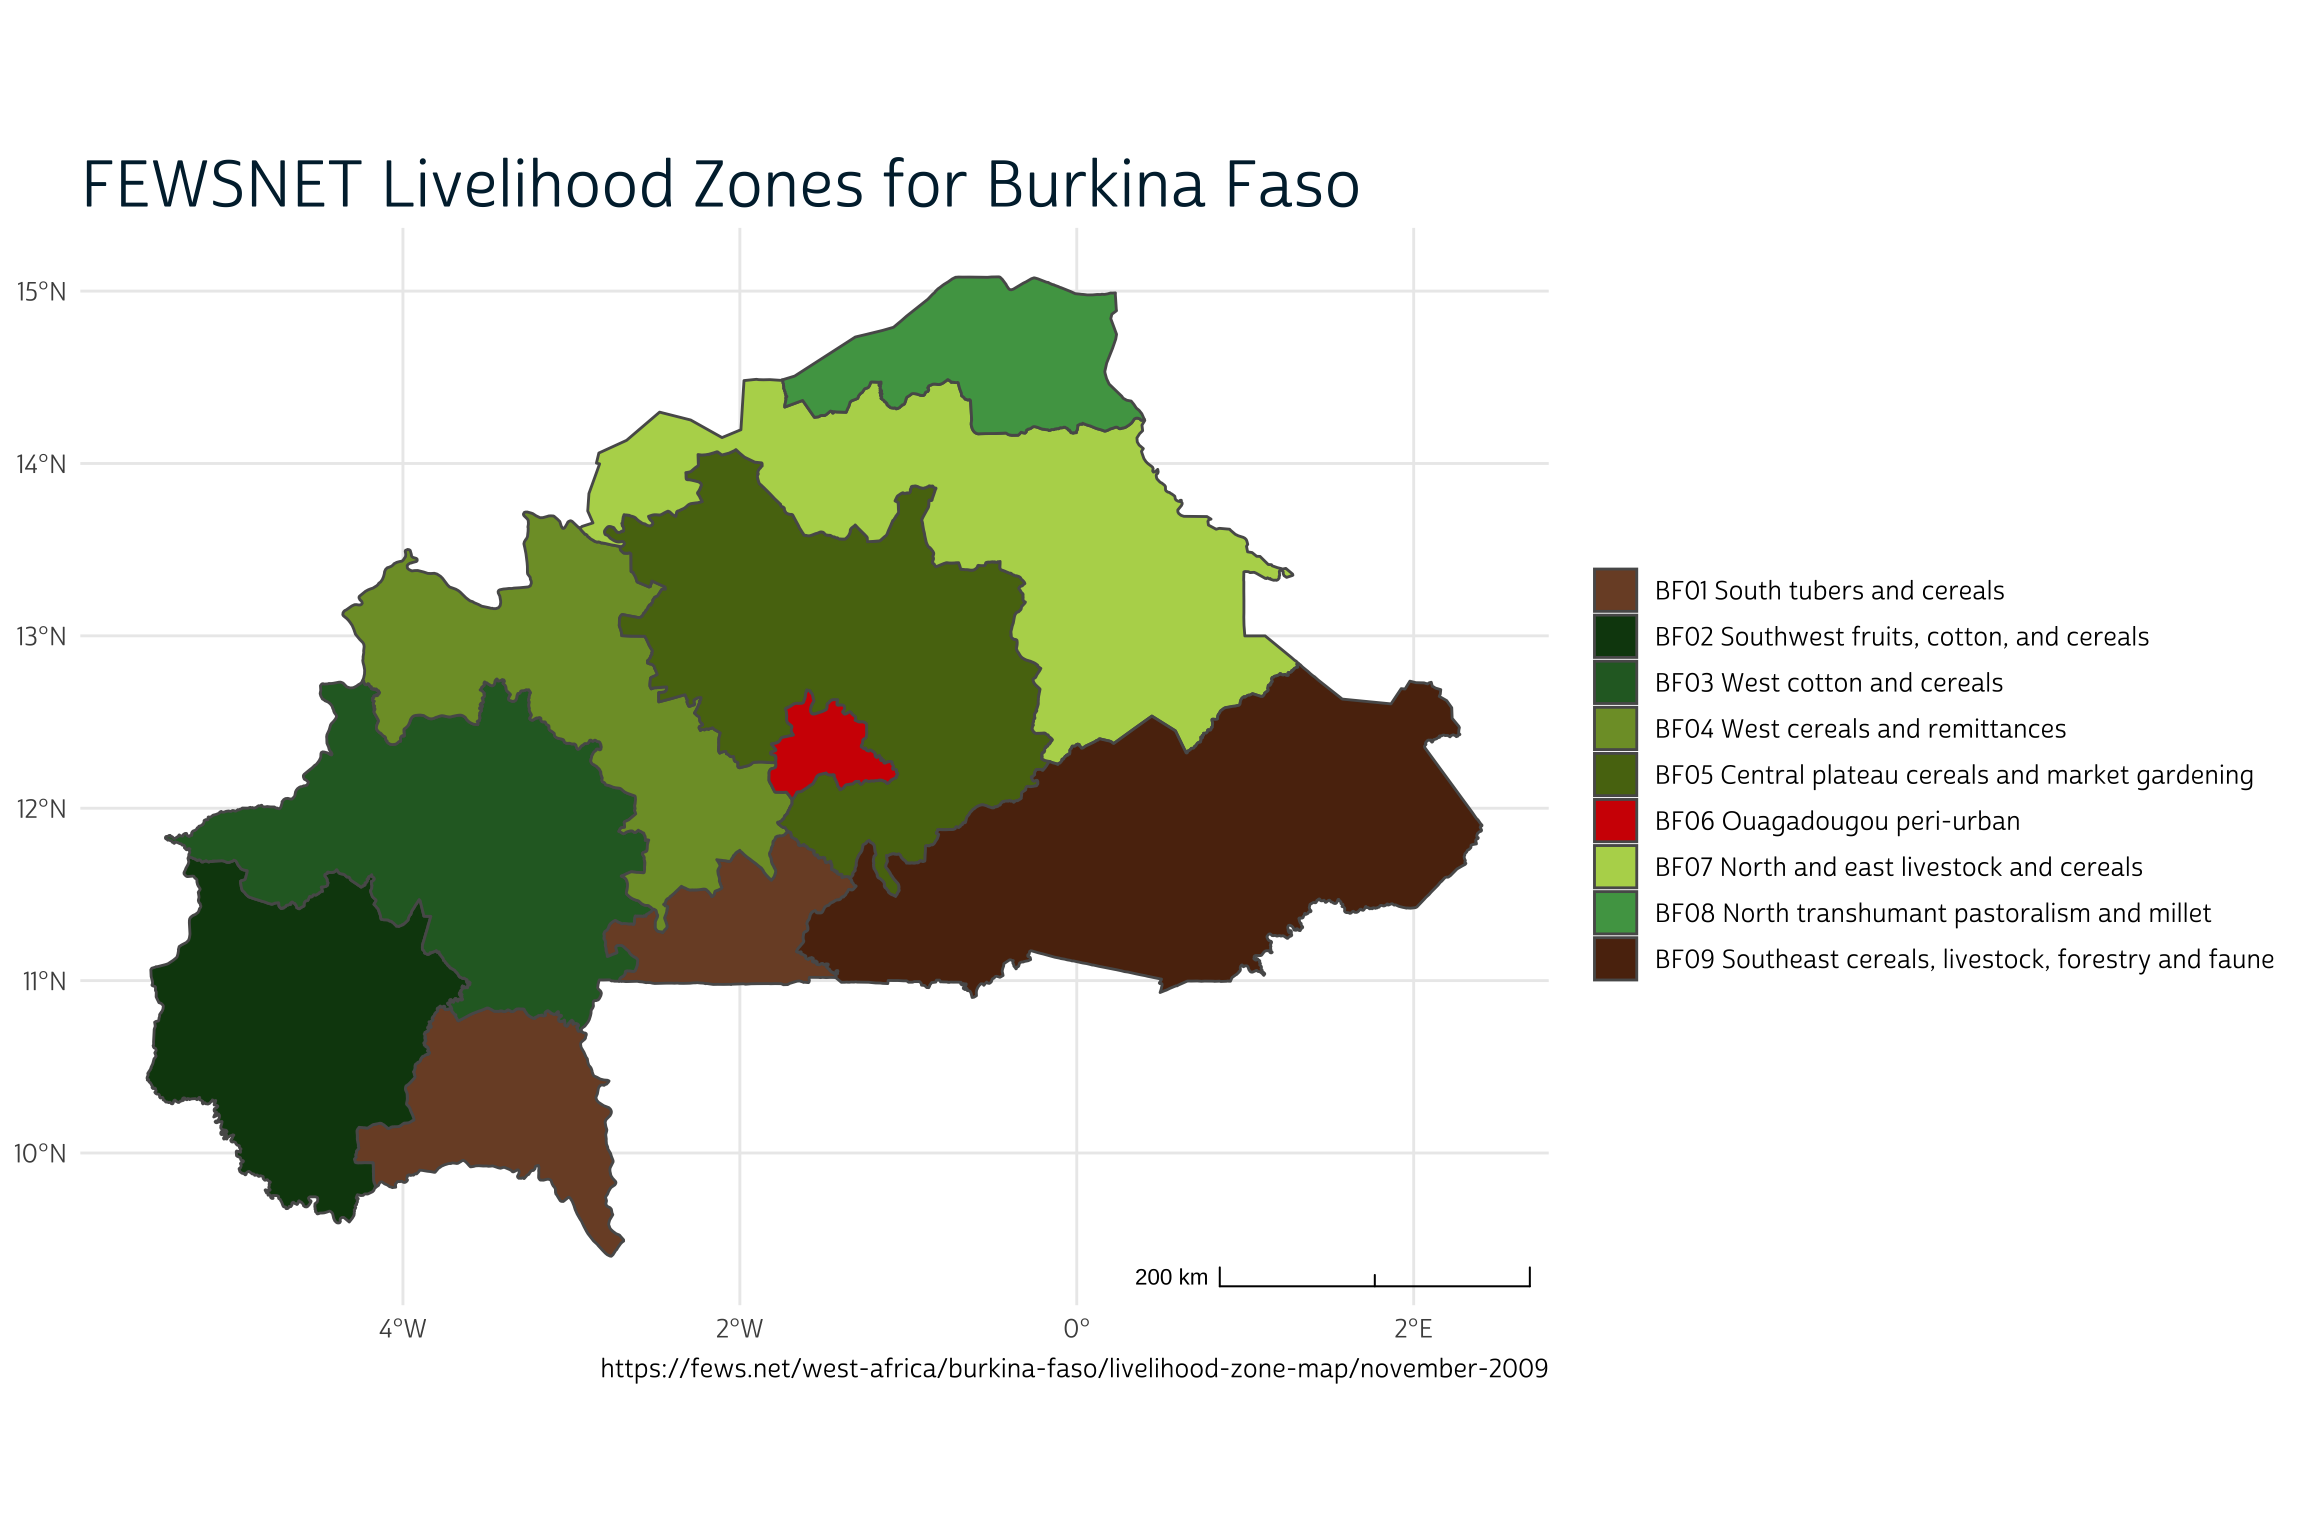 FEWSNET Livelihood Zones for Burkina Faso
15°N
14°N
13°N
12°N
11°N
10°N
4°W
2°W
0°
2°E
200 km
https://fews.net/west-africa/burkina-faso/livelihood-zone-map/november-2009
BF01 South tubers and cereals
BF02 Southwest fruits, cotton, and cereals
BF03 West cotton and cereals
BF04 West cereals and remittances
BF05 Central plateau cereals and market gardening
BF06 Ouagadougou peri-urban
BF07 North and east livestock and cereals
BF08 North transhumant pastoralism and millet
BF09 Southeast cereals, livestock, forestry and faune